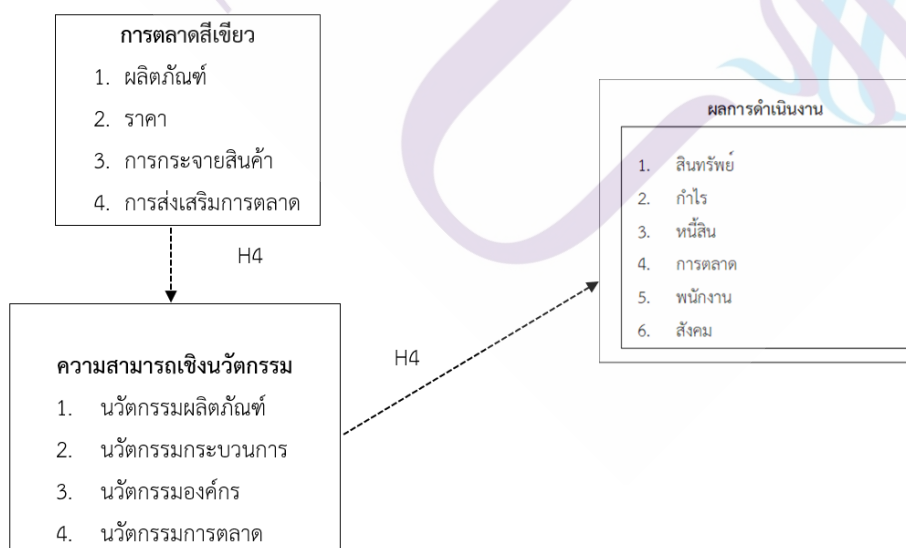 การตลาดสีเขียว
1. ผลิตภัณฑ์
2. ราคา
3. การกระจายสินค้า
4. การส่งเสริมการตลาด
H4
ความสามารถเชิงนวัตกรรม
1. นวัตกรรมผลิตภัณฑ์
2. นวัตกรรมกระบวนการ
3. นวัตกรรมองค์กร
4. นวัตกรรมการตลาด
H4
ผลการดำเนินงาน
1. สินทรัพย์
2. กำไร
3. หนี้สิน
4. การตลาด
5. พนักงาน
6. สังคม